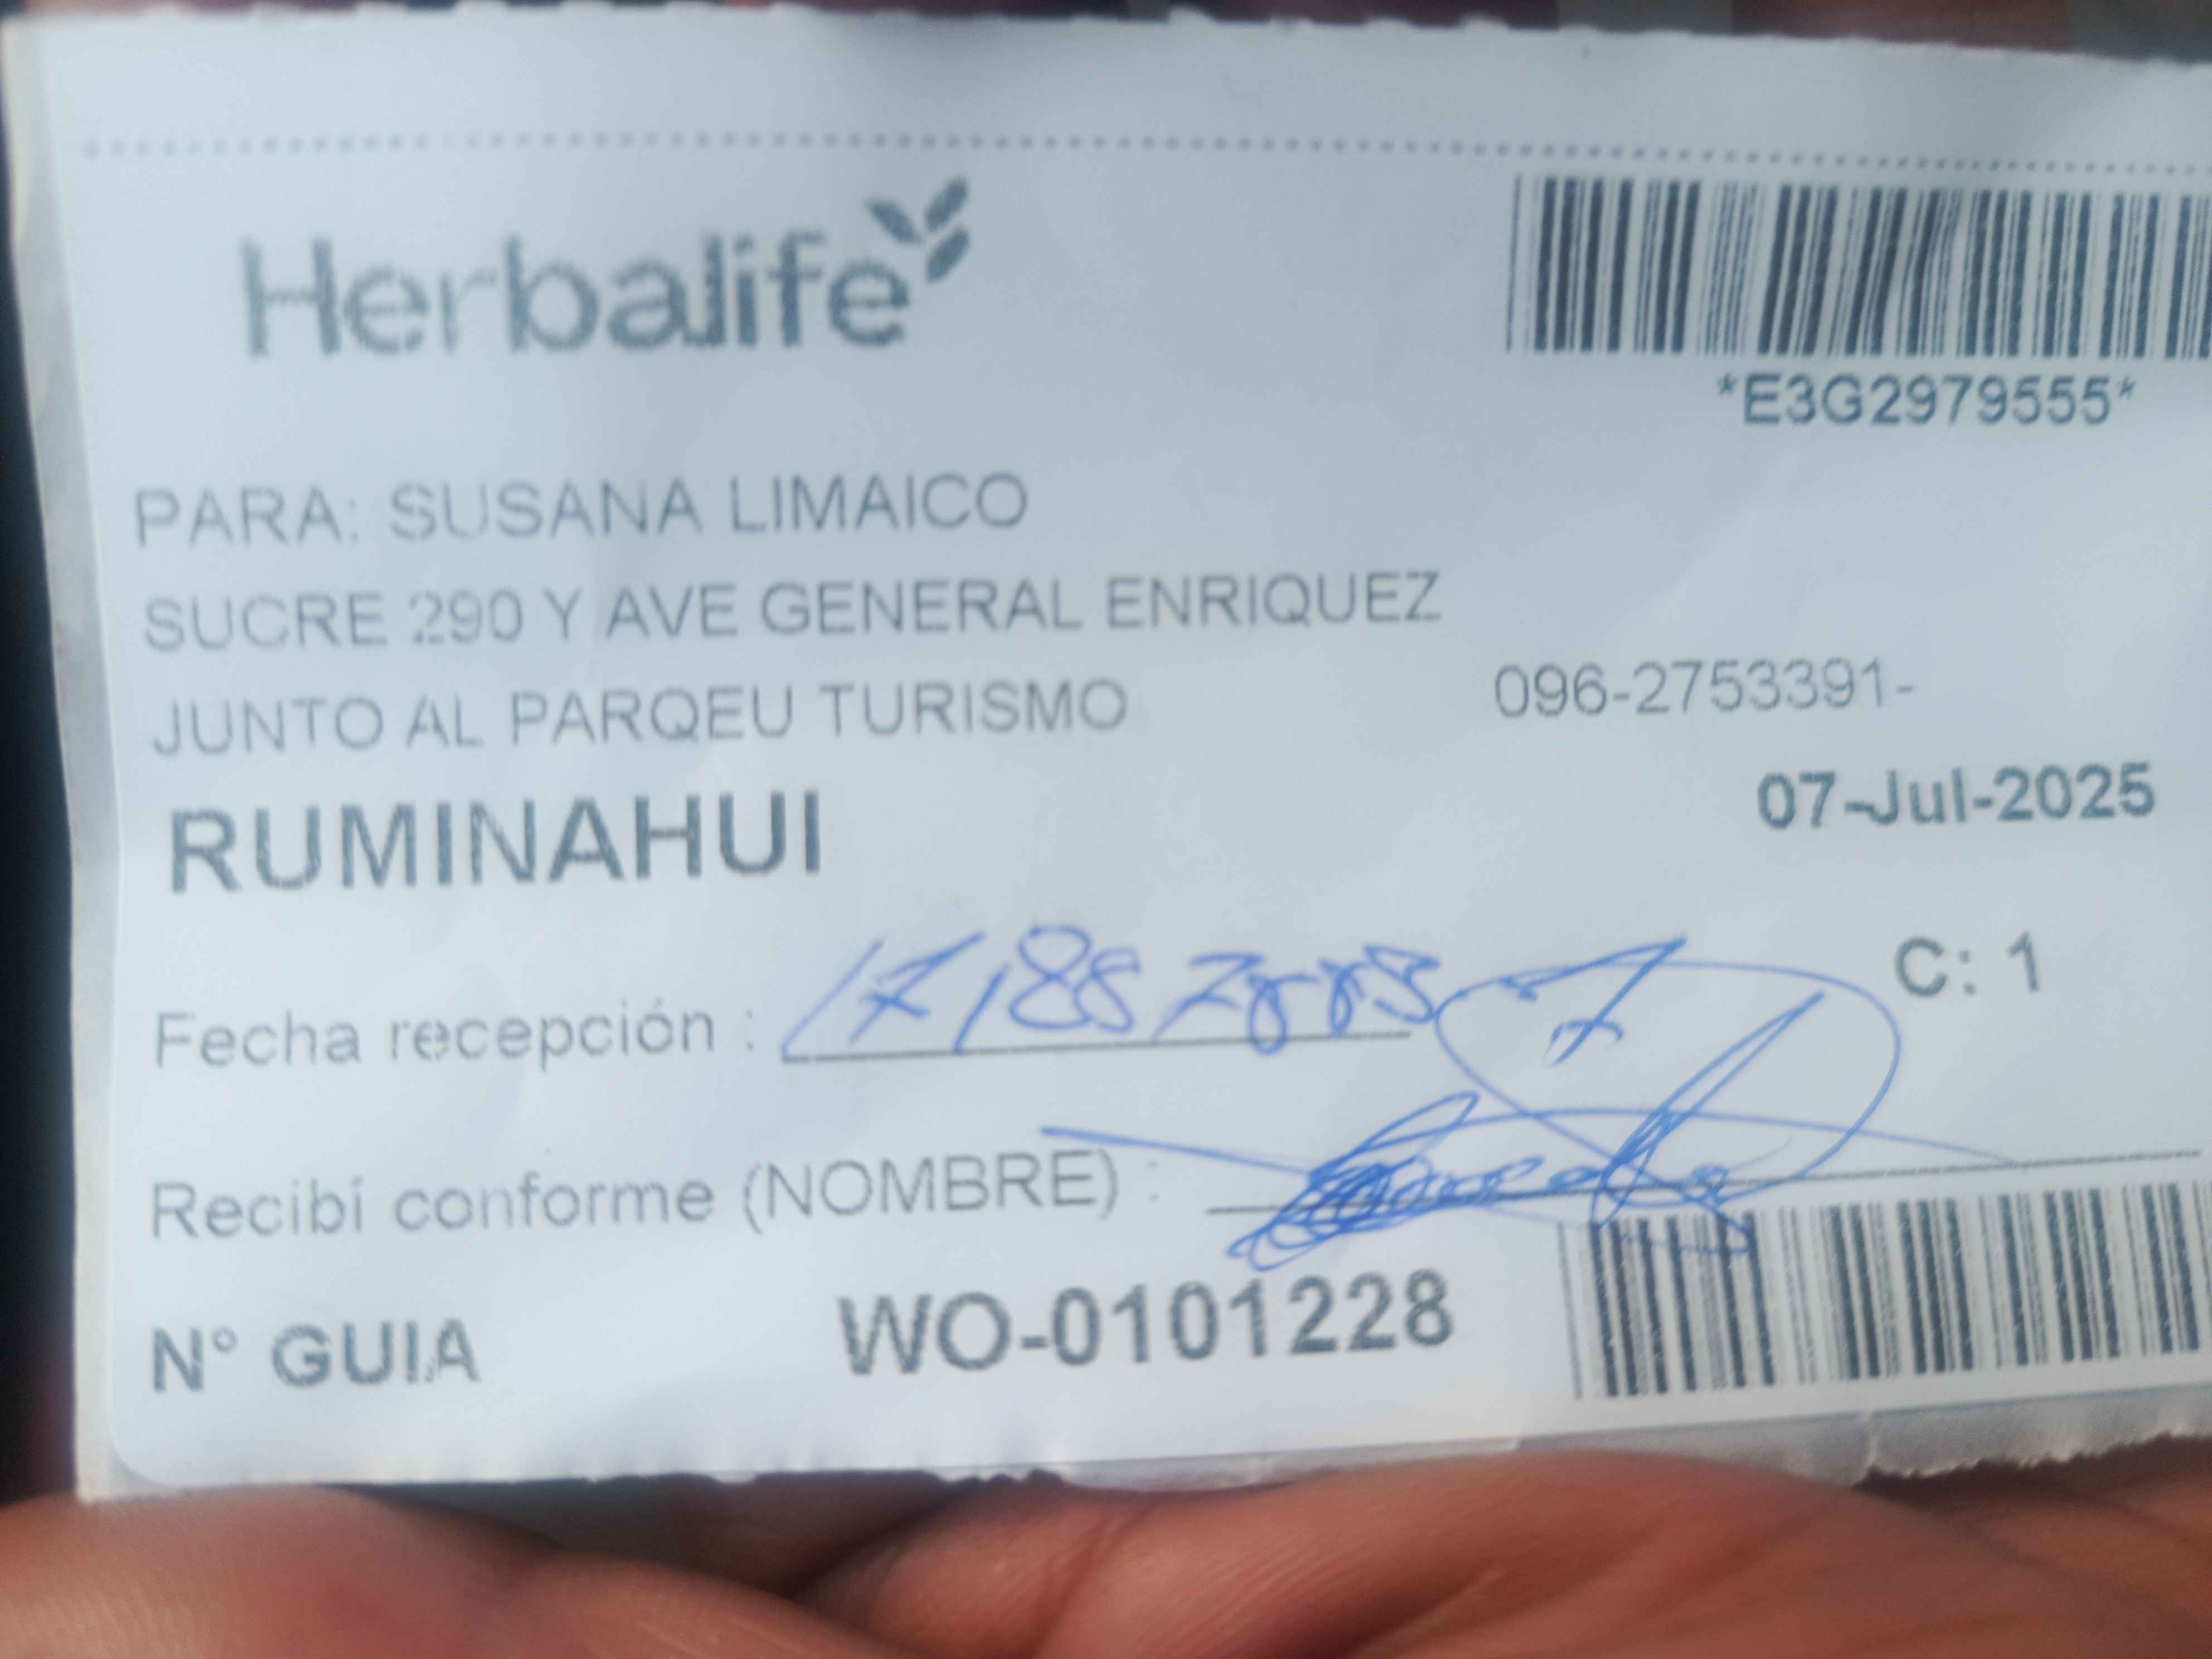 Herbalife
*E3G2979555*
PARA: SUSANA LIMAICO
SUCRE 290 Y AVE GENERAL ENRIQUEZ
JUNTO AL PARQEU TURISMO 096-2753391-
RUMINAHUI 07-Jul-2025
C: 1
Fecha recepción :
Recibí conforme (NOMBRE) :
N° GUIA WO-0101228